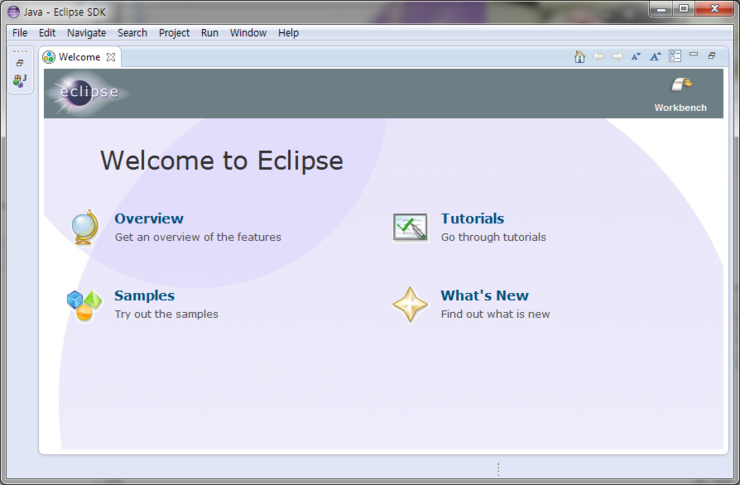 Java - Eclipse SDK
File Edit Navigate Search Project Run Window Help
Welcome
eclipse
Workbench
Welcome to Eclipse
Overview
Get an overview of the features
Tutorials
Go through tutorials
Samples
Try out the samples
What's New
Find out what is new